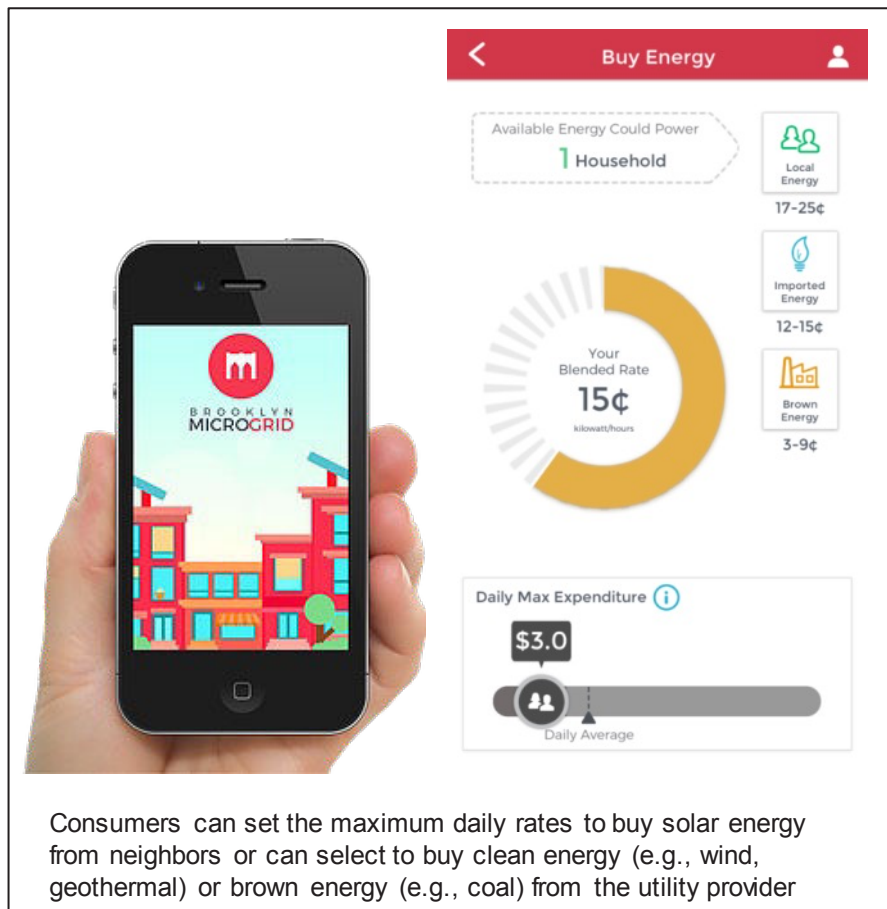 BROOKLYN
MICROGRID
Buy Energy
Available Energy Could Power
1 Household
Local
Energy
17-25¢
Imported
Energy
12-15¢
Brown
Energy
3-9¢
Your
Blended Rate
15¢
kilowatt/hours
Daily Max Expenditure i
$3.0
Daily Average
Consumers can set the maximum daily rates to buy solar energy
from neighbors or can select to buy clean energy (e.g., wind,
geothermal) or brown energy (e.g., coal) from the utility provider